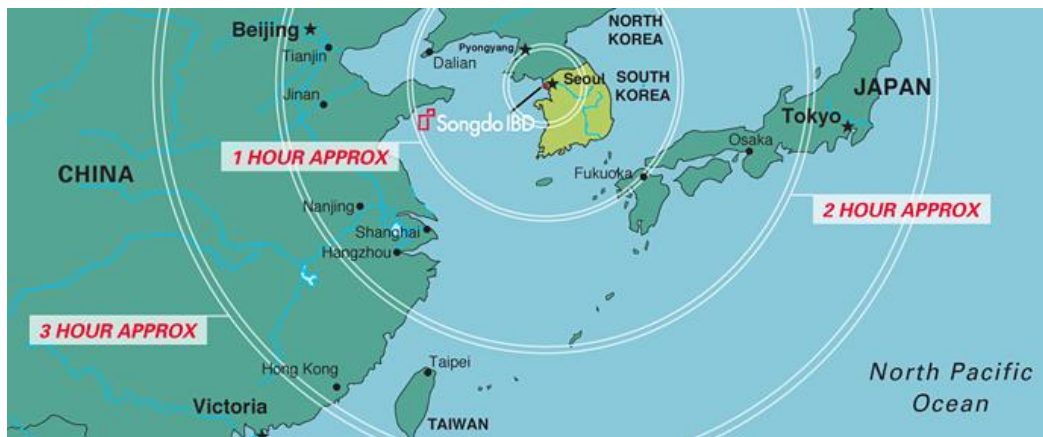 Beijing
Tianjin
Jinan
Dalian
Pyongyang
NORTH
KOREA
Seoul
SOUTH
KOREA
Songdo IBD
1 HOUR APPROX
CHINA
JAPAN
Tokyo
Osaka
Fukuoka
2 HOUR APPROX
Nanjing
Shanghai
Hangzhou
3 HOUR APPROX
Hong Kong
Victoria
Taipei
TAIWAN
North Pacific
Ocean